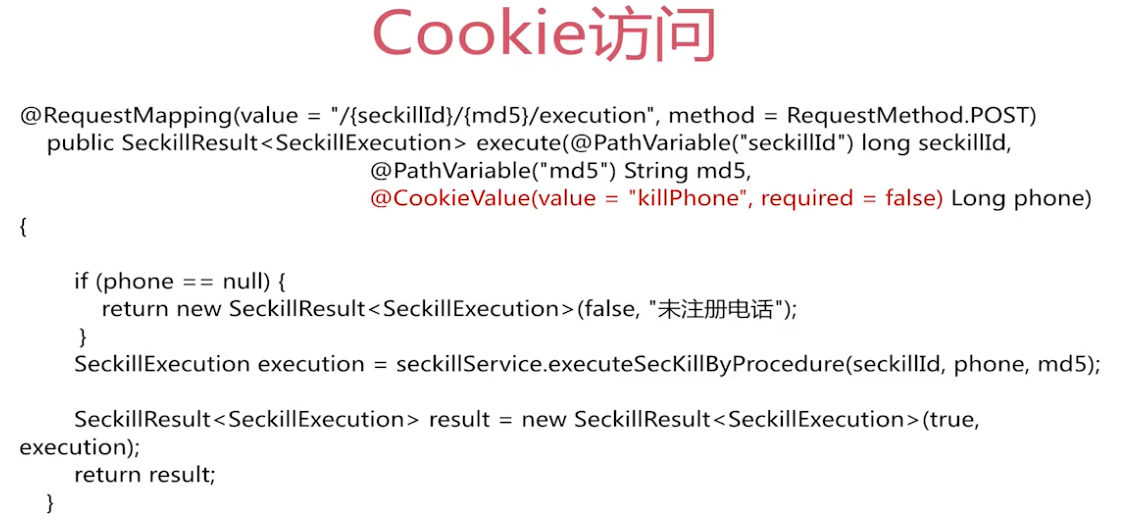 Cookie访问
@RequestMapping(value = "/{seckillId}/{md5}/execution", method = RequestMethod.POST)
public SeckillResult<SeckillExecution> execute(@PathVariable("seckillId") long seckillId,
@PathVariable("md5") String md5,
@CookieValue(value = "killPhone", required = false) Long phone)
{
if (phone == null) {
return new SeckillResult<SeckillExecution>(false, "未注册电话");
}
SeckillExecution execution = seckillService.executeSecKillByProcedure(seckillId, phone, md5);
SeckillResult<SeckillExecution> result = new SeckillResult<SeckillExecution>(true,
execution);
return result;
}